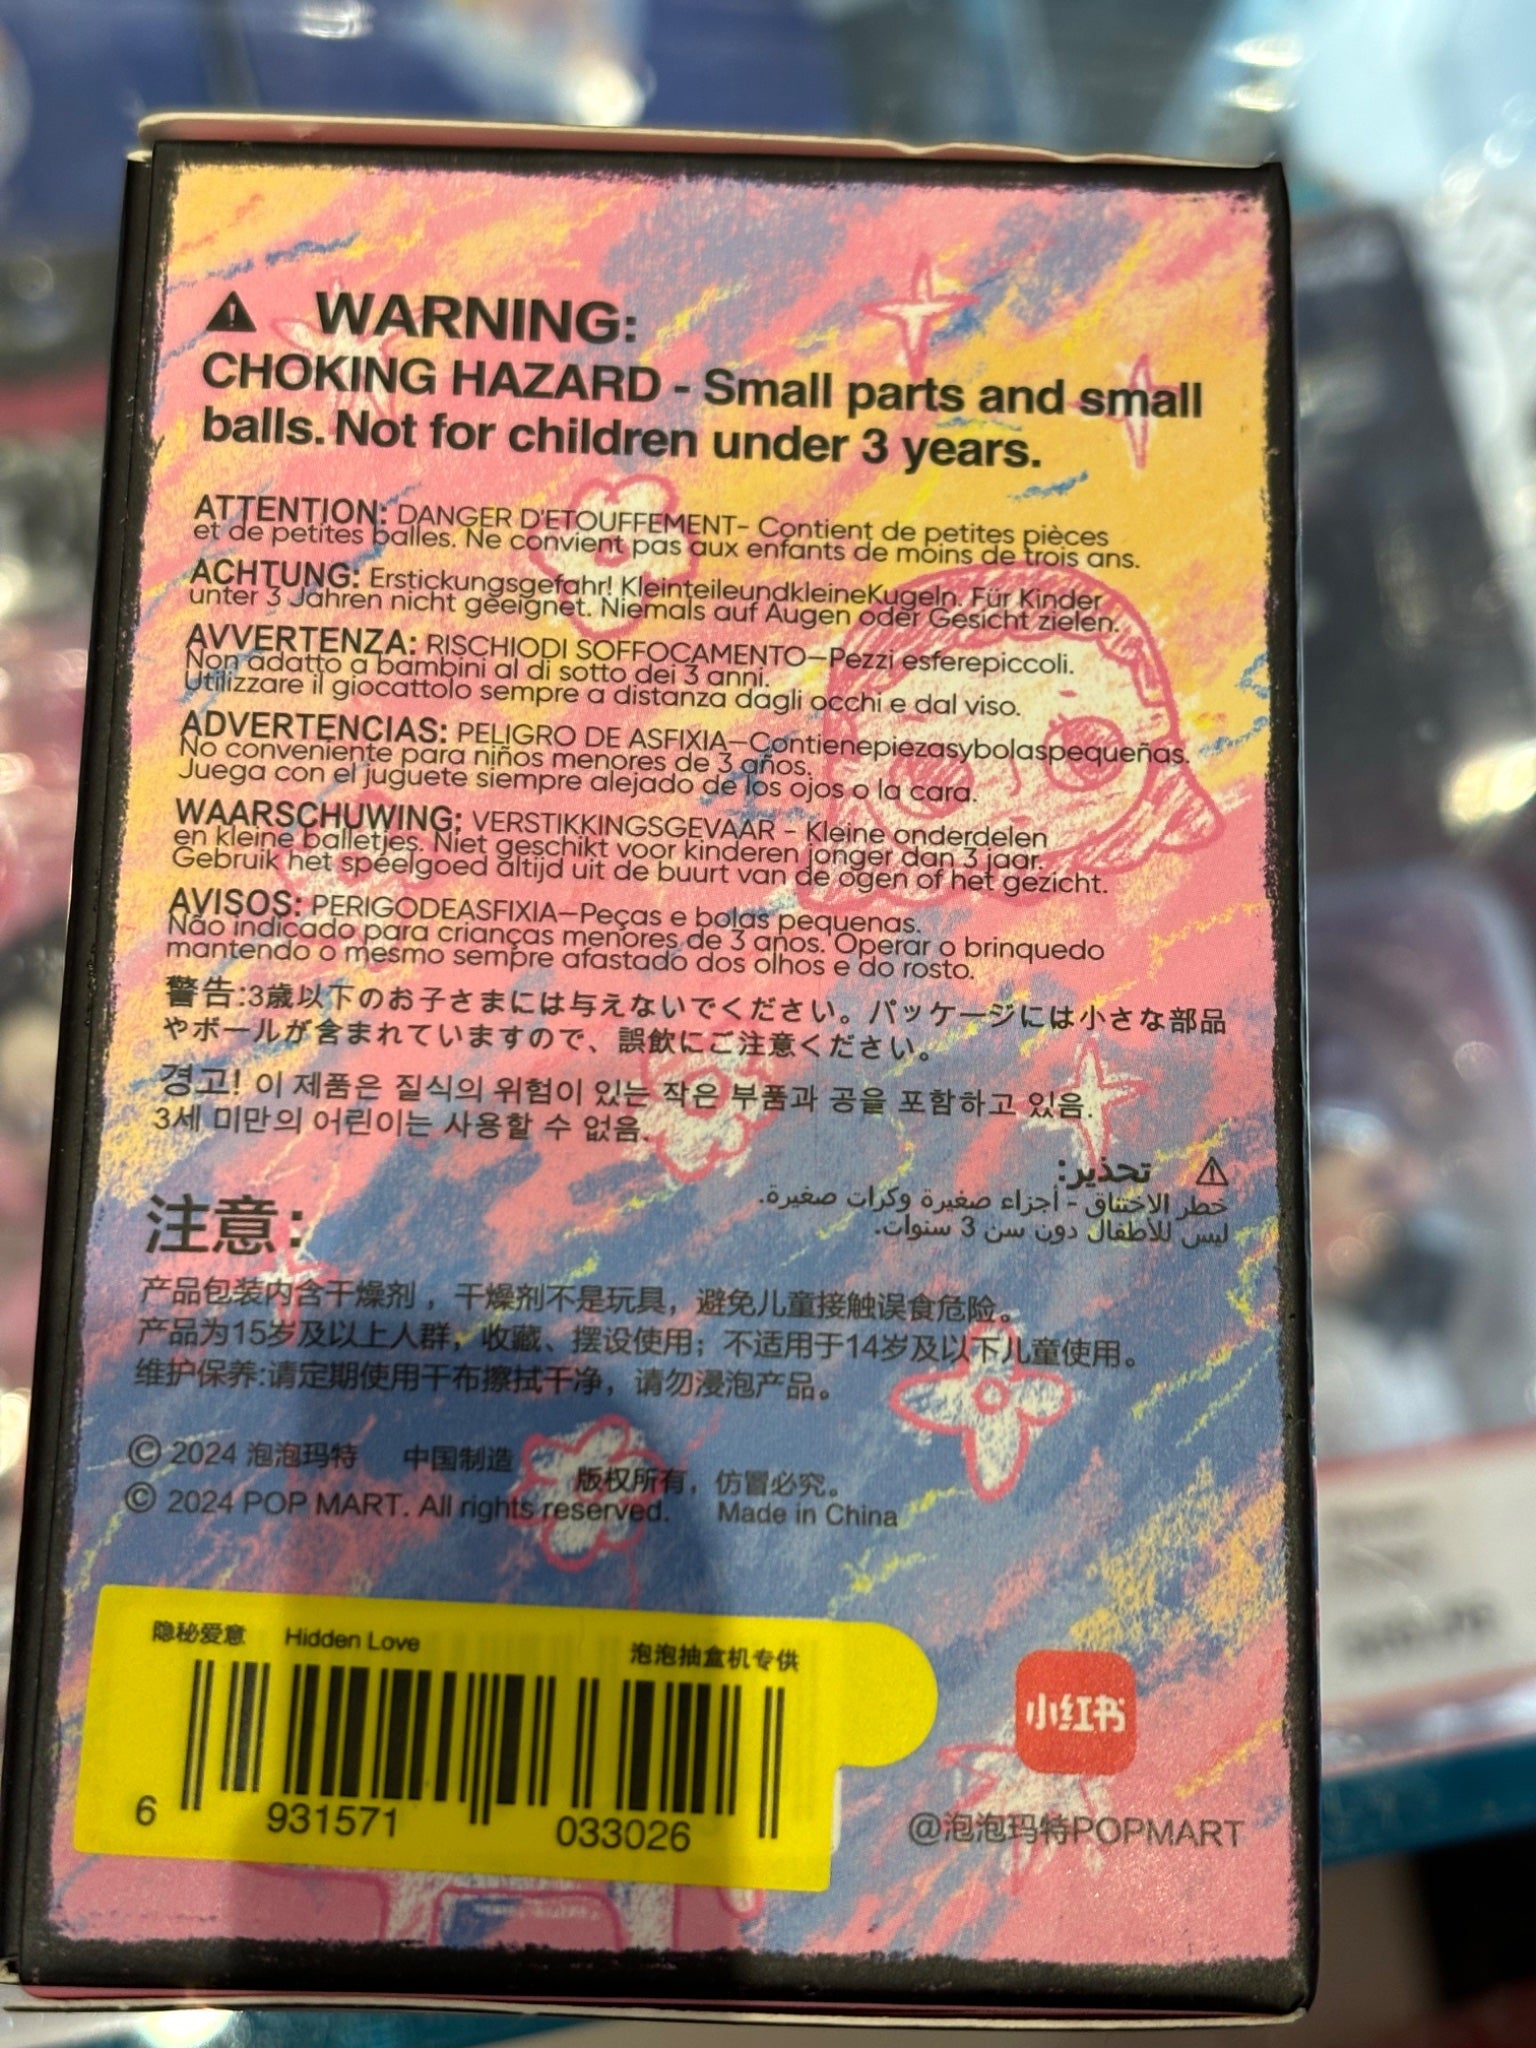 WARNING:
CHOKING HAZARD - Small parts and small
balls. Not for children under 3 years.
ATTENTION: DANGER D'ETOUFFEMENT- Contient de petites pièces
et de petites balles. Ne convient pas aux enfants de moins de trois ans.
ACHTUNG: Erstickungsgefahr! KleinteileundkleineKugeln. Für Kinder
unter 3 Jahren nicht geeignet. Niemals auf Augen oder Gesicht zielen.
AVVERTENZA: RISCHIODI SOFFOCAMENTO—Pezzi esferepiccoli.
Non adatto a bambini al di sotto dei 3 anni.
Utilizzare il giocattolo sempre a distanza dagli occhi e dal viso.
ADVERTENCIAS: PELIGRO DE ASFIXIA—Contienepiezasybolaspequeñas.
No conveniente para niños menores de 3 años.
Juega con el juguete siempre alejado de los ojos o la cara.
WAARSCHUWING: VERSTIKKINGSGEVAAR - Kleine onderdelen
en kleine balletjes. Niet geschikt voor kinderen jonger dan 3 jaar.
Gebruik het speelgoed altijd uit de buurt van de ogen of het gezicht.
AVISOS: PERIGODEASFIXIA—Peças e bolas pequenas.
Não indicado para crianças menores de 3 anos. Operar o brinquedo
mantendo o mesmo sempre afastado dos olhos e do rosto.
警告:3歳以下のお子さまには与えないでください。パッケージには小さな部品
やボールが含まれていますので、誤飲にご注意ください。
경고! 이 제품은 질식의 위험이 있는 작은 부품과 공을 포함하고 있음.
3세 미만의 어린이는 사용할 수 없음.
تحذير:
خطر الاختناق - أجزاء صغيرة وكرات صغيرة.
ليس للأطفال دون سن 3 سنوات.
注意：
产品包装内含干燥剂，干燥剂不是玩具，避免儿童接触误食危险。
产品为15岁及以上人群，收藏、摆设使用；不适用于14岁及以下儿童使用。
维护保养:请定期使用干布擦拭干净，请勿浸泡产品。
© 2024 泡泡玛特 中国制造 版权所有，仿冒必究。
© 2024 POP MART. All rights reserved. Made in China
隐秘爱意 Hidden Love 泡泡抽盒机专供
6 931571 033026
小红书
@泡泡玛特POPMART